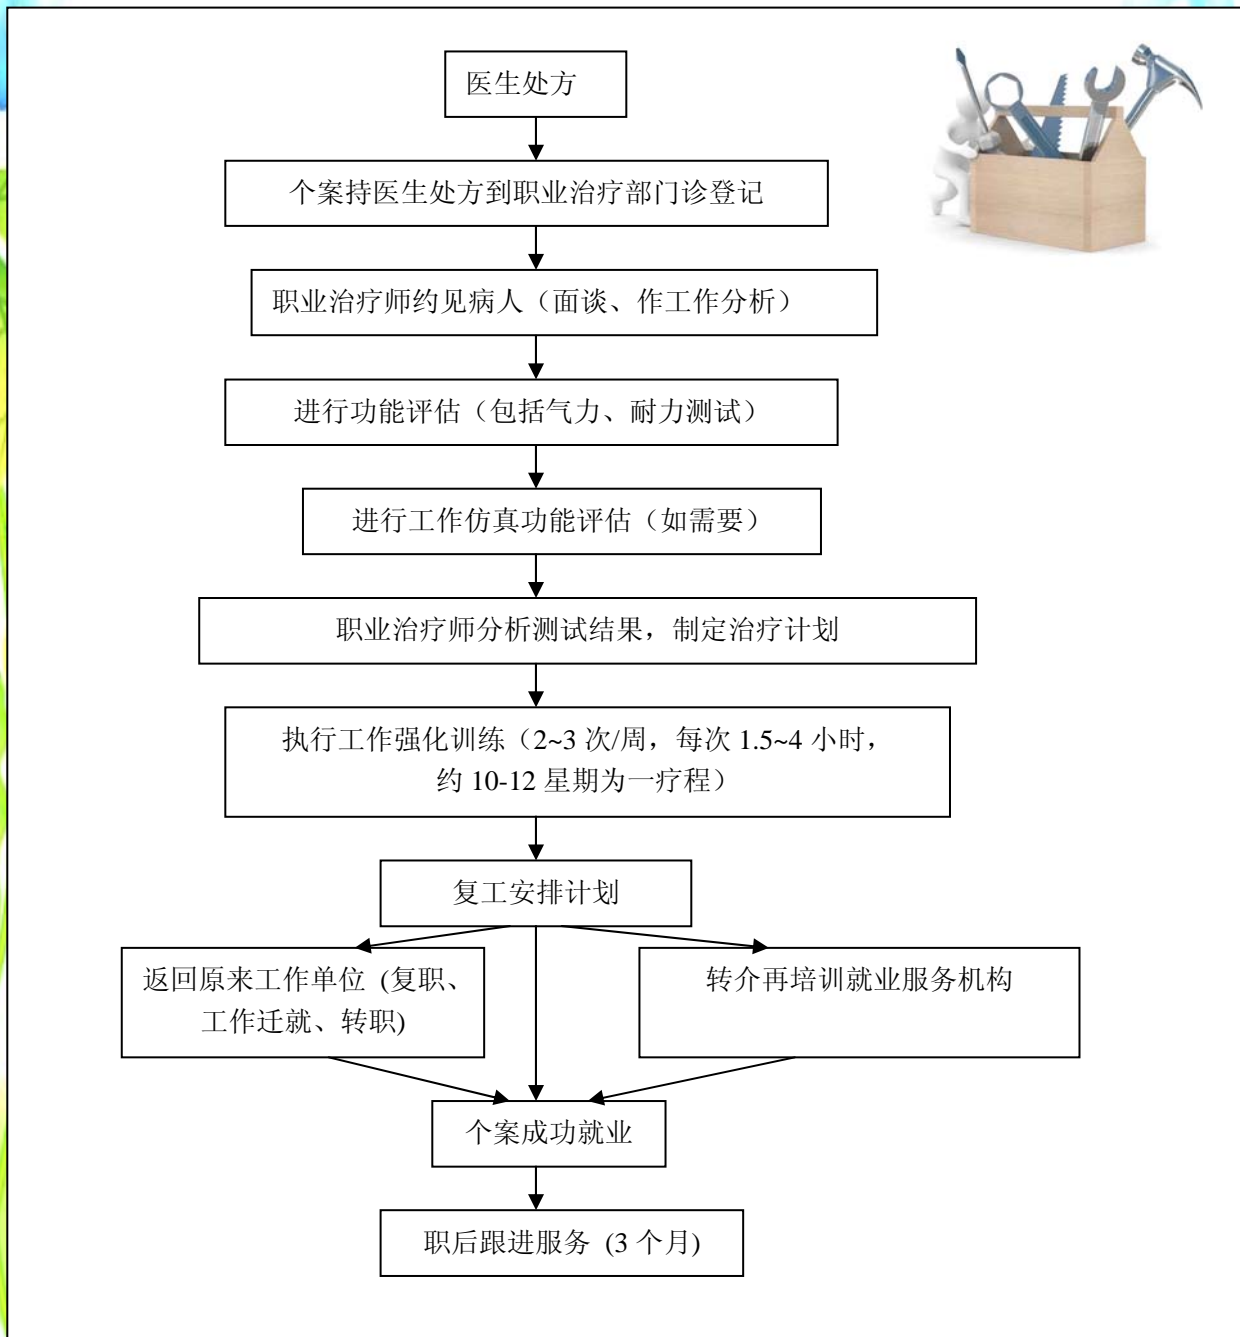 医生处方
个案持医生处方到职业治疗部门诊登记
职业治疗师约见病人（面谈、作工作分析）
进行功能评估（包括气力、耐力测试）
进行工作仿真功能评估（如需要）
职业治疗师分析测试结果，制定治疗计划
执行工作强化训练（2~3 次/周，每次 1.5~4 小时，
约 10-12 星期为一疗程）
复工安排计划
返回原来工作单位 (复职、
工作迁就、转职)
转介再培训就业服务机构
个案成功就业
职后跟进服务 (3 个月)